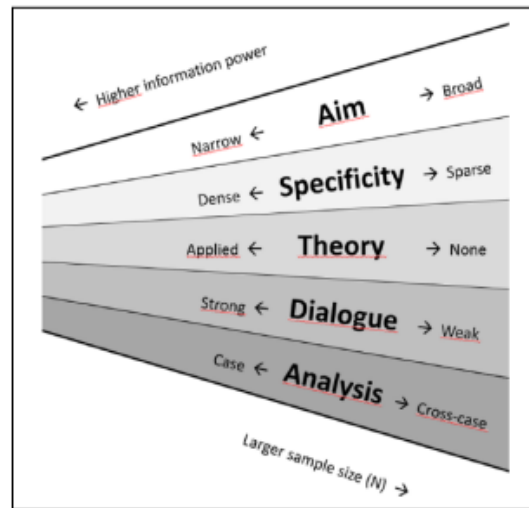 ← Higher information power
Narrow ← Aim → Broad
Dense ← Specificity → Sparse
Applied ← Theory → None
Strong ← Dialogue → Weak
Case ← Analysis → Cross-case
Larger sample size (N) →